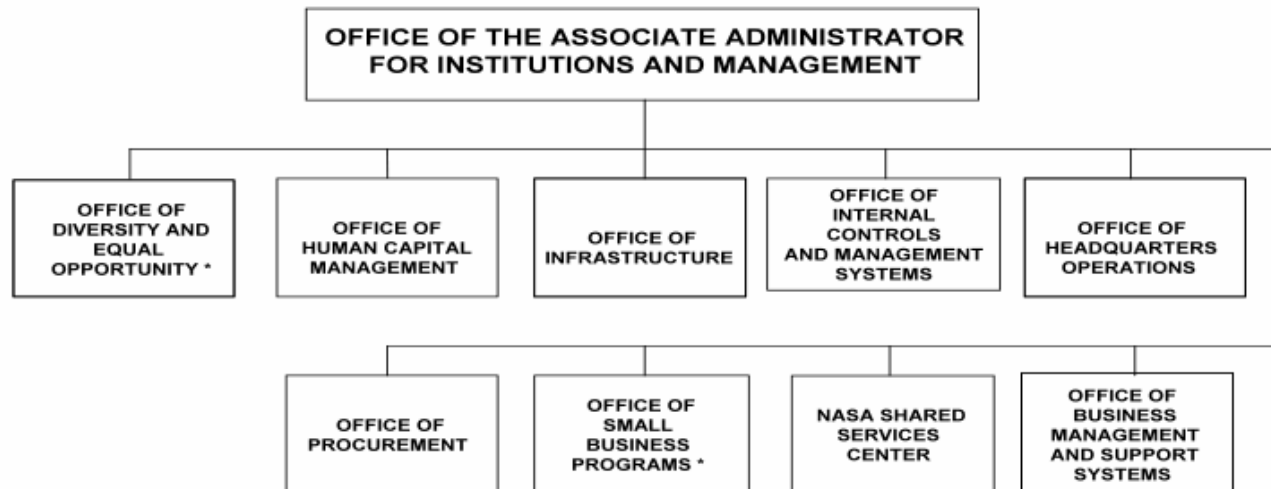 OFFICE OF THE ASSOCIATE ADMINISTRATOR
FOR INSTITUTIONS AND MANAGEMENT
OFFICE OF
DIVERSITY AND
EQUAL
OPPORTUNITY *
OFFICE OF
HUMAN CAPITAL
MANAGEMENT
OFFICE OF
INFRASTRUCTURE
OFFICE OF
INTERNAL
CONTROLS
AND MANAGEMENT
SYSTEMS
OFFICE OF
HEADQUARTERS
OPERATIONS
OFFICE OF
PROCUREMENT
OFFICE OF
SMALL
BUSINESS
PROGRAMS *
NASA SHARED
SERVICES
CENTER
OFFICE OF
BUSINESS
MANAGEMENT
AND SUPPORT
SYSTEMS